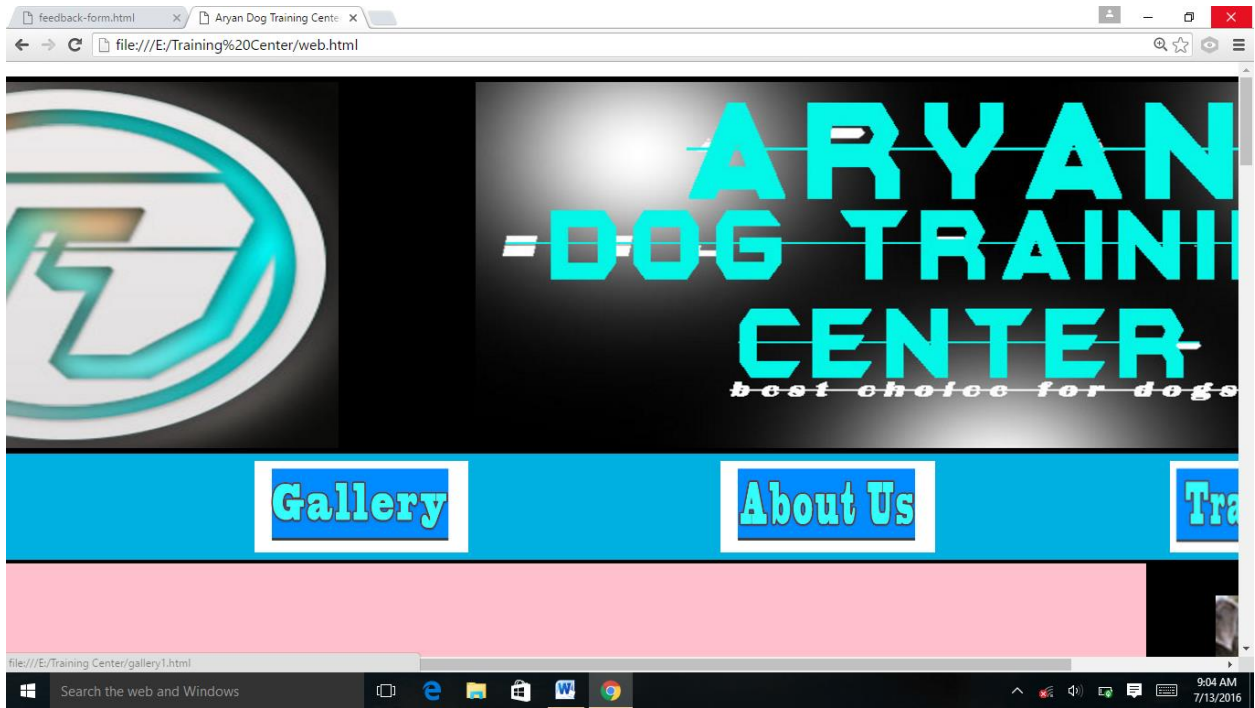 feedback-form.html
Aryan Dog Training Cente
file:///E:/Training%20Center/web.html
ARYAN
DOG TRAINI
CENTER
best choice for dogs
Gallery
About Us
Tra
file:///E:/Training Center/gallery1.html
Search the web and Windows
9:04 AM
7/13/2016